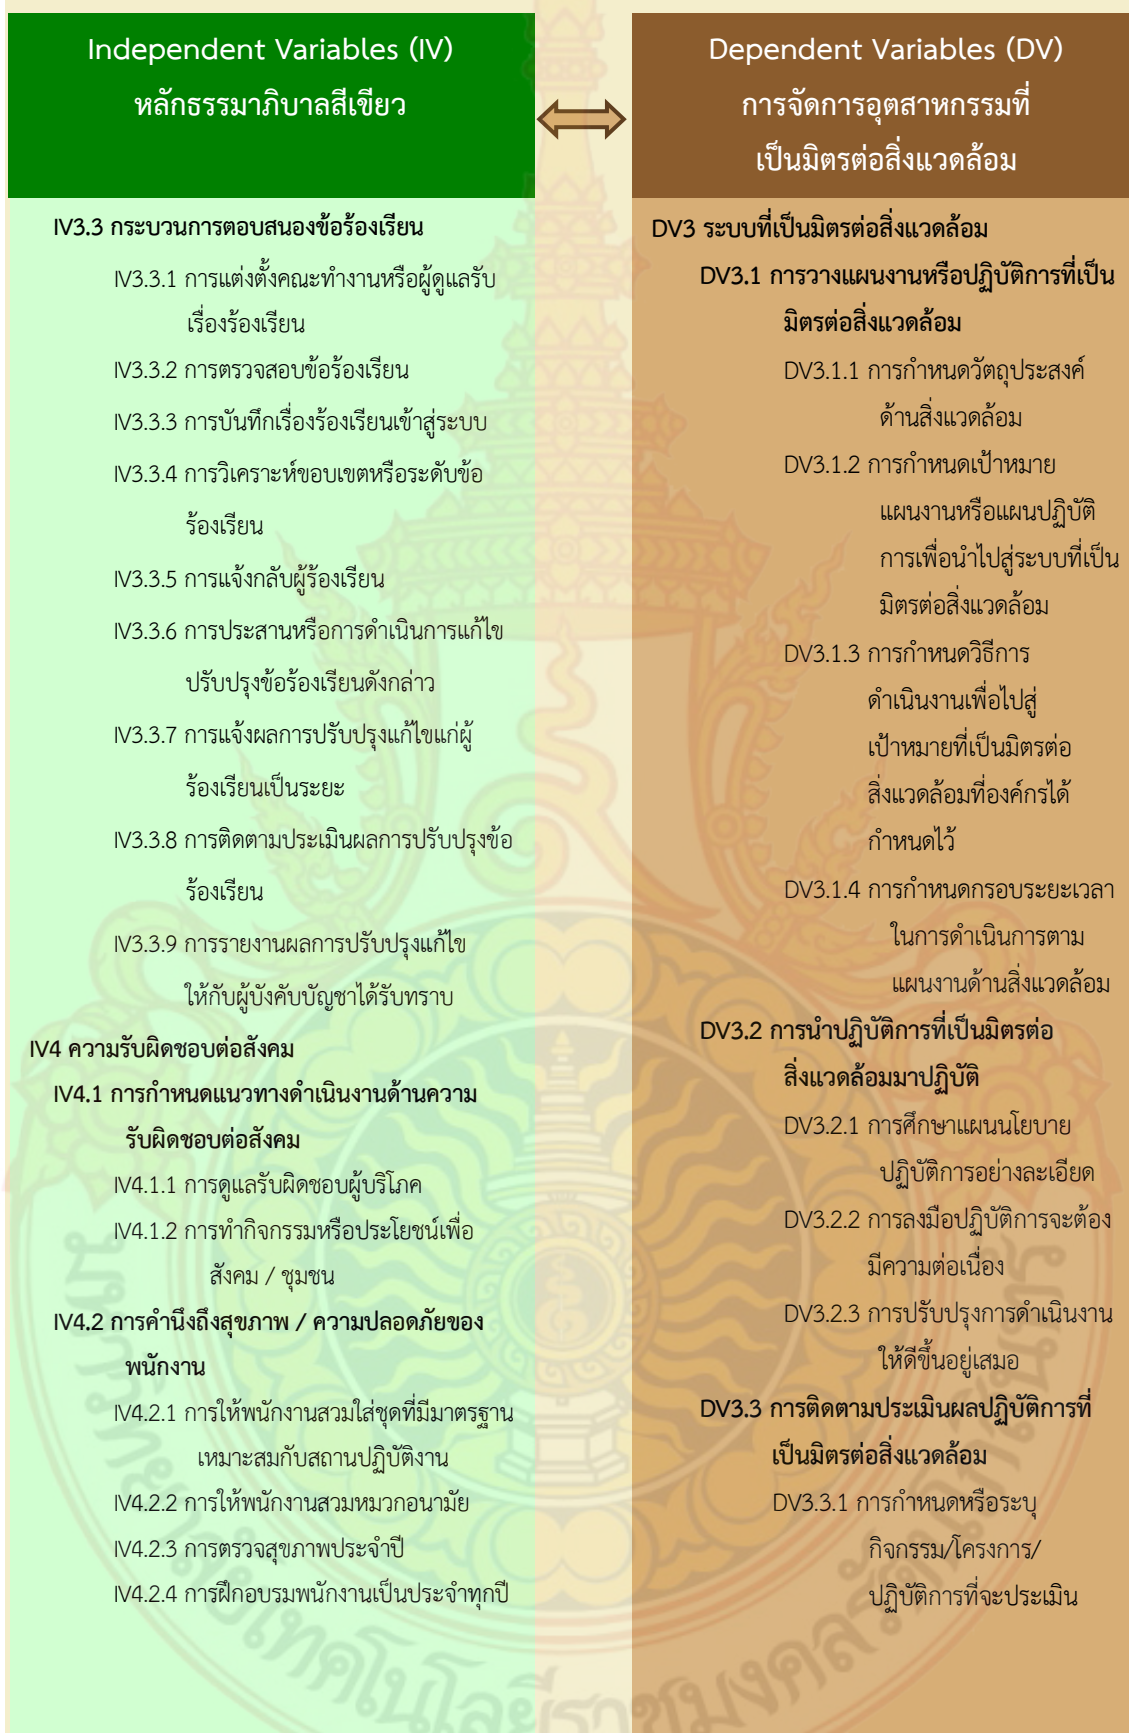 Independent Variables (IV)
หลักธรรมาภิบาลสีเขียว
IV3.3 กระบวนการตอบสนองข้อร้องเรียน
IV3.3.1 การแต่งตั้งคณะทำงานหรือผู้ดูแลรับ
เรื่องร้องเรียน
IV3.3.2 การตรวจสอบข้อร้องเรียน
IV3.3.3 การบันทึกเรื่องร้องเรียนเข้าสู่ระบบ
IV3.3.4 การวิเคราะห์ขอบเขตหรือระดับข้อ
ร้องเรียน
IV3.3.5 การแจ้งกลับผู้ร้องเรียน
IV3.3.6 การประสานหรือการดำเนินการแก้ไข
ปรับปรุงข้อร้องเรียนดังกล่าว
IV3.3.7 การแจ้งผลการปรับปรุงแก้ไขแก่ผู้
ร้องเรียนเป็นระยะ
IV3.3.8 การติดตามประเมินผลการปรับปรุงข้อ
ร้องเรียน
IV3.3.9 การรายงานผลการปรับปรุงแก้ไข
ให้กับผู้บังคับบัญชาได้รับทราบ
IV4 ความรับผิดชอบต่อสังคม
IV4.1 การกำหนดแนวทางดำเนินงานด้านความ
รับผิดชอบต่อสังคม
IV4.1.1 การดูแลรับผิดชอบผู้บริโภค
IV4.1.2 การทำกิจกรรมหรือประโยชน์เพื่อ
สังคม / ชุมชน
IV4.2 การคำนึงถึงสุขภาพ / ความปลอดภัยของ
พนักงาน
IV4.2.1 การให้พนักงานสวมใส่ชุดที่มีมาตรฐาน
เหมาะสมกับสถานปฏิบัติงาน
IV4.2.2 การให้พนักงานสวมหมวกอนามัย
IV4.2.3 การตรวจสุขภาพประจำปี
IV4.2.4 การฝึกอบรมพนักงานเป็นประจำทุกปี
Dependent Variables (DV)
การจัดการอุตสาหกรรมที่
เป็นมิตรต่อสิ่งแวดล้อม
DV3 ระบบที่เป็นมิตรต่อสิ่งแวดล้อม
DV3.1 การวางแผนงานหรือปฏิบัติการที่เป็น
มิตรต่อสิ่งแวดล้อม
DV3.1.1 การกำหนดวัตถุประสงค์
ด้านสิ่งแวดล้อม
DV3.1.2 การกำหนดเป้าหมาย
แผนงานหรือแผนปฏิบัติ
การเพื่อนำไปสู่ระบบที่เป็น
มิตรต่อสิ่งแวดล้อม
DV3.1.3 การกำหนดวิธีการ
ดำเนินงานเพื่อไปสู่
เป้าหมายที่เป็นมิตรต่อ
สิ่งแวดล้อมที่องค์กรได้
กำหนดไว้
DV3.1.4 การกำหนดกรอบระยะเวลา
ในการดำเนินการตาม
แผนงานด้านสิ่งแวดล้อม
DV3.2 การนำปฏิบัติการที่เป็นมิตรต่อ
สิ่งแวดล้อมมาปฏิบัติ
DV3.2.1 การศึกษาแผนนโยบาย
ปฏิบัติการอย่างละเอียด
DV3.2.2 การลงมือปฏิบัติการจะต้อง
มีความต่อเนื่อง
DV3.2.3 การปรับปรุงการดำเนินงาน
ให้ดีขึ้นอยู่เสมอ
DV3.3 การติดตามประเมินผลปฏิบัติการที่
เป็นมิตรต่อสิ่งแวดล้อม
DV3.3.1 การกำหนดหรือระบุ
กิจกรรม/โครงการ/
ปฏิบัติการที่จะประเมิน